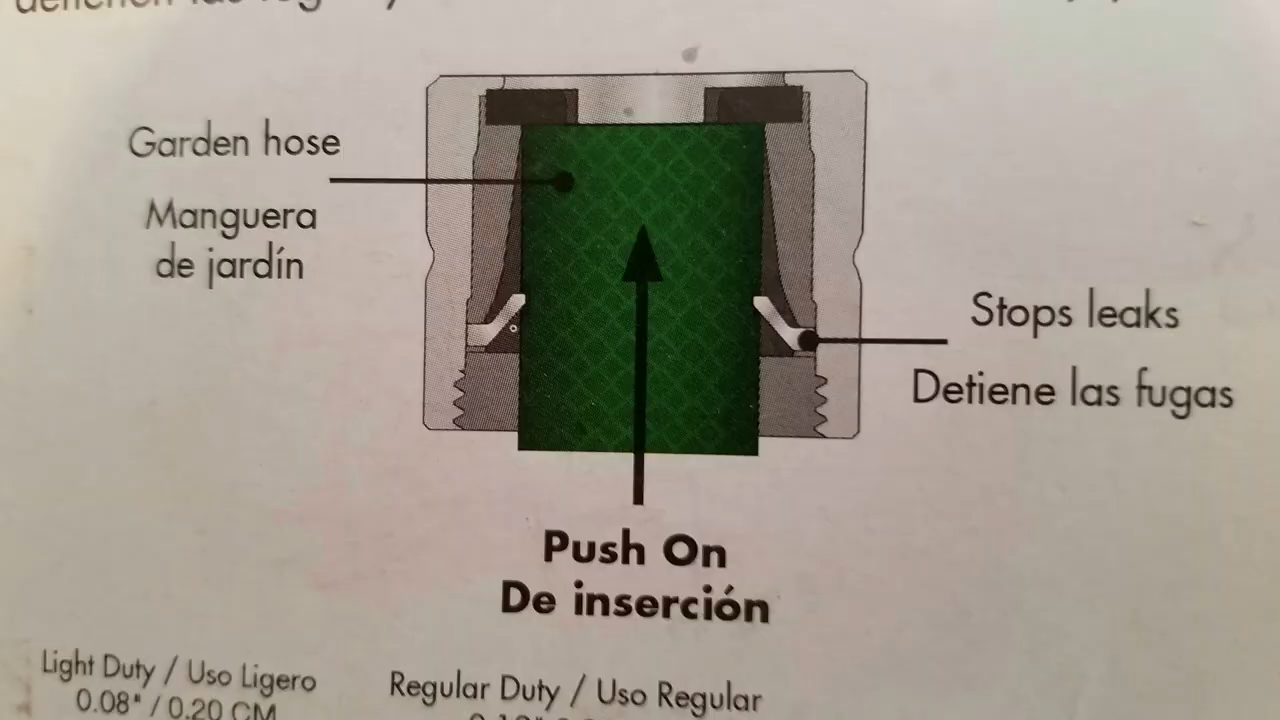 Garden hose
Manguera
de jardín
Stops leaks
Detiene las fugas
Push On
De inserción
Light Duty / Uso Ligero
0.08" / 0.20 CM
Regular Duty / Uso Regular